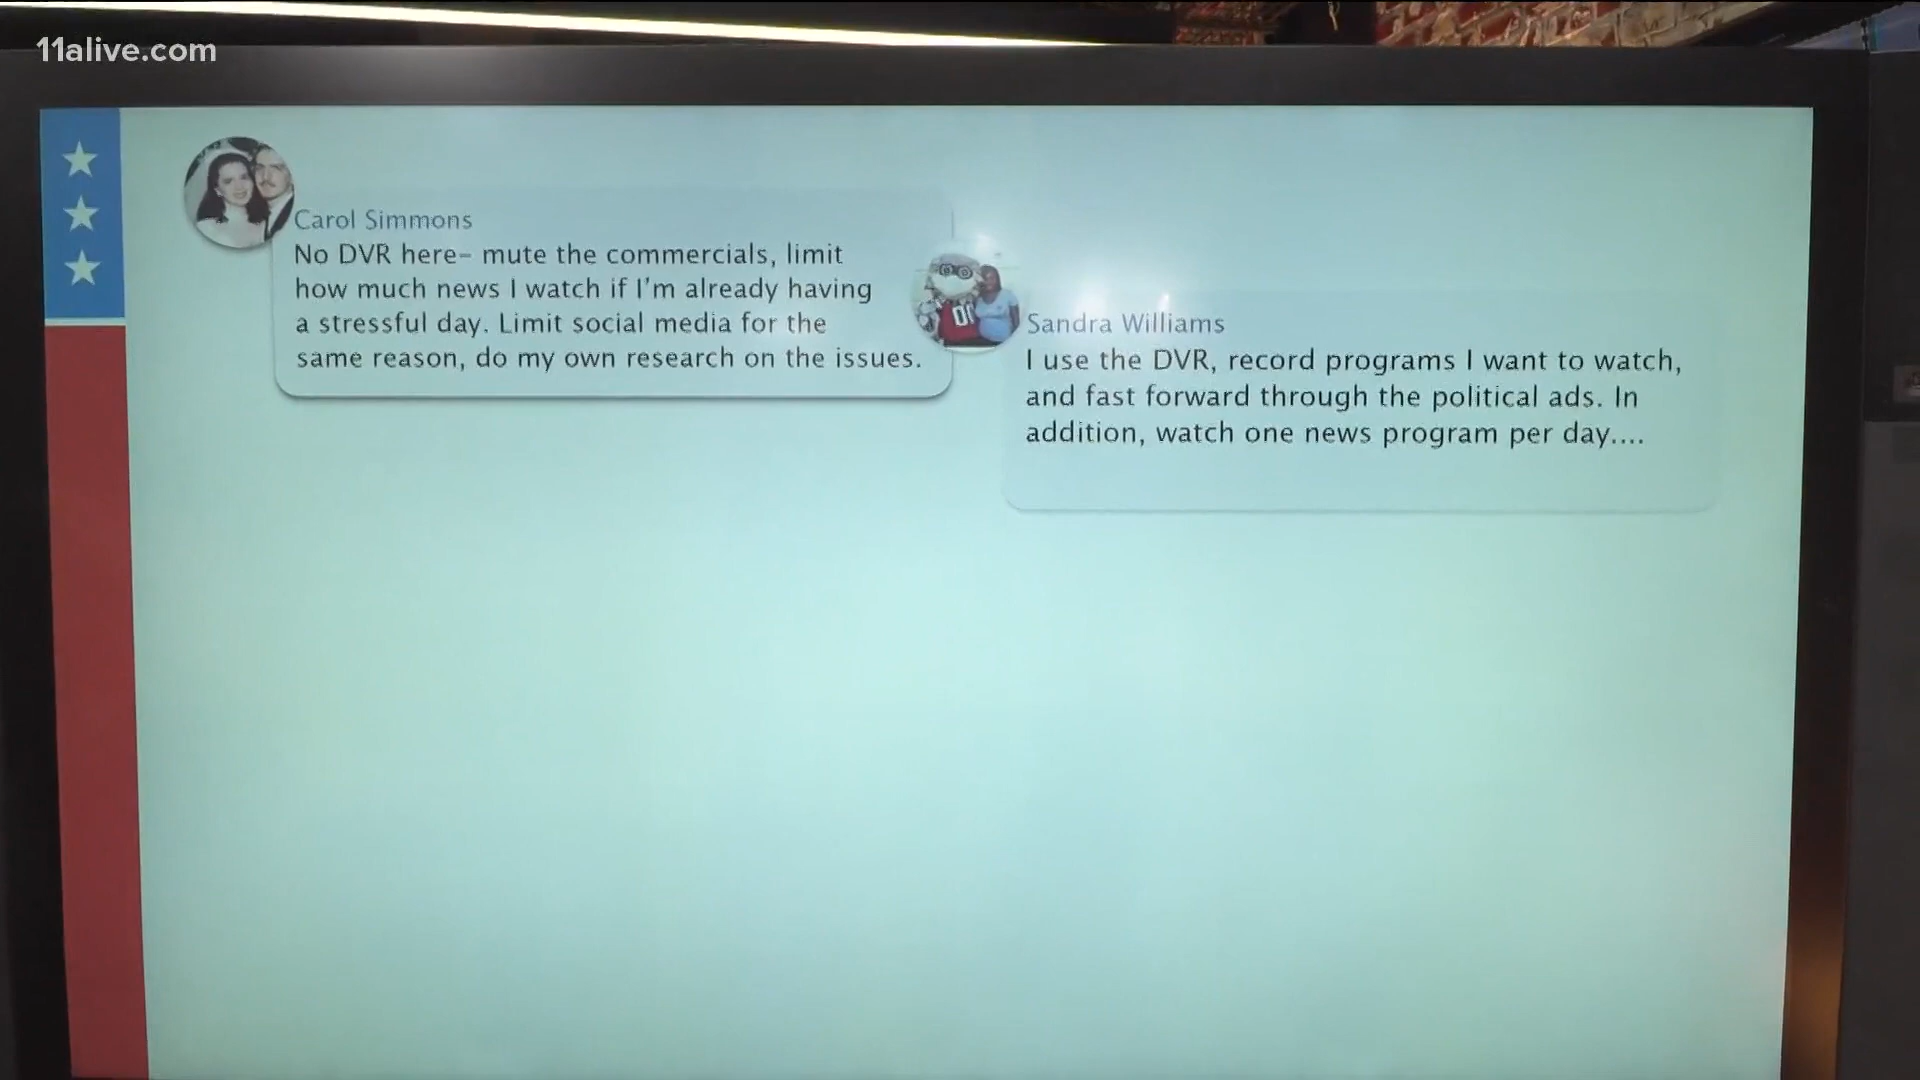 11alive.com
Carol Simmons
No DVR here– mute the commercials, limit
how much news I watch if I'm already having
a stressful day. Limit social media for the
same reason, do my own research on the issues.
Sandra Williams
I use the DVR, record programs I want to watch,
and fast forward through the political ads. In
addition, watch one news program per day....